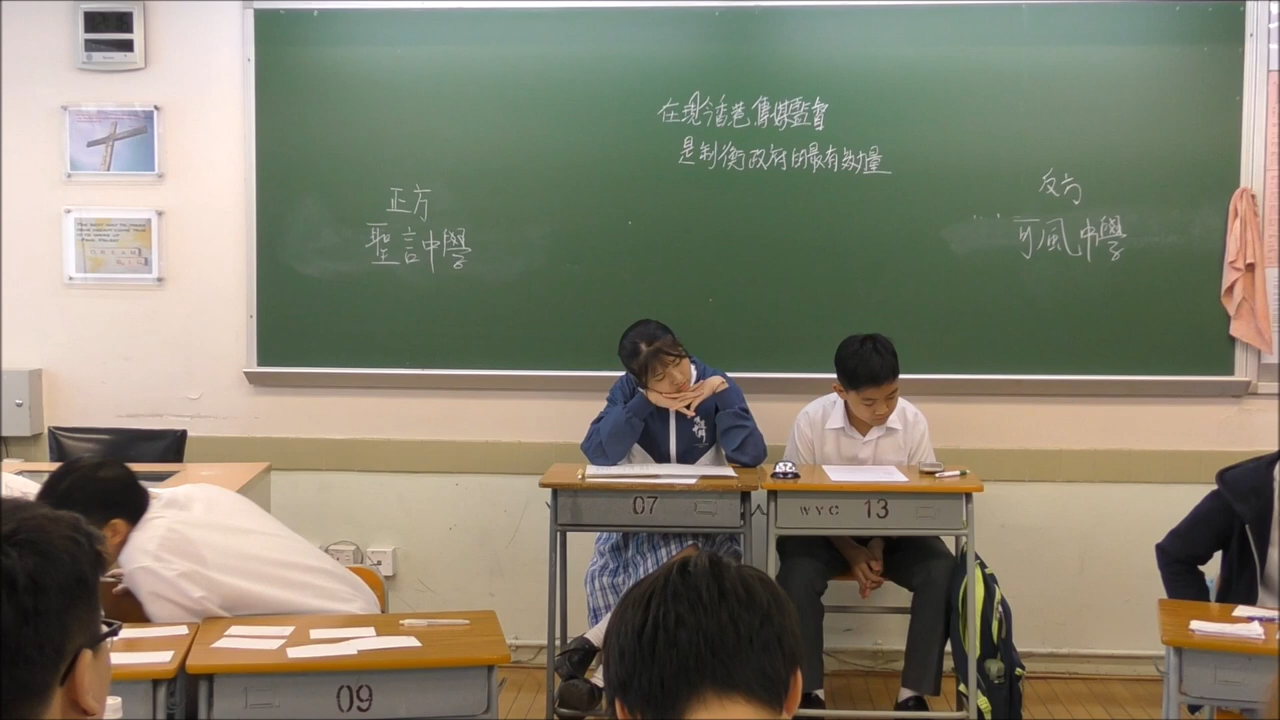 在現今香港,傳媒監督
是制衡政府的最有效力量
正方
聖言中學
反方
可風中學
07
WYC 13
09